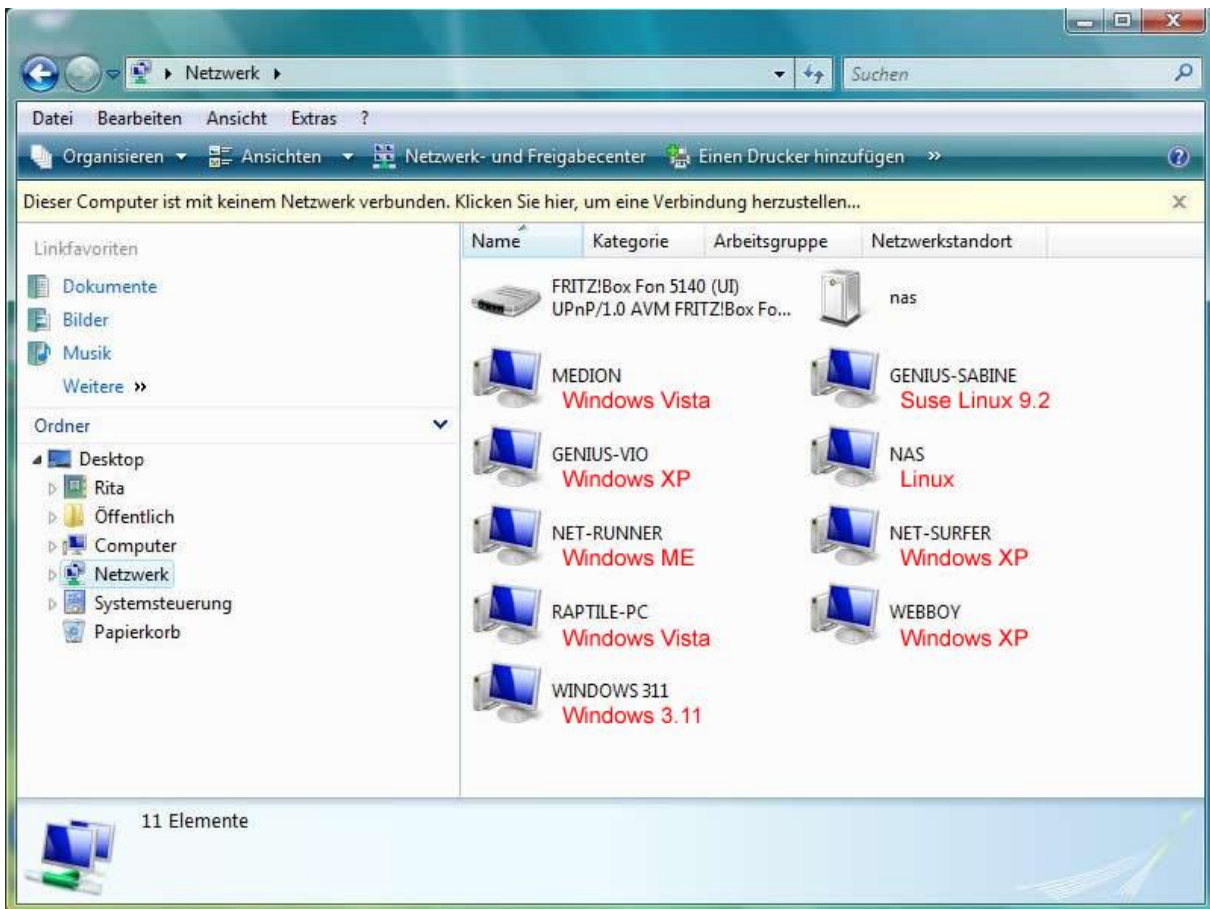 Netzwerk
Suchen
Datei Bearbeiten Ansicht Extras ?
Organisieren Ansichten Netzwerk- und Freigabecenter Einen Drucker hinzufügen »
Dieser Computer ist mit keinem Netzwerk verbunden. Klicken Sie hier, um eine Verbindung herzustellen...
Linkfavoriten
Dokumente
Bilder
Musik
Weitere »
Ordner
Desktop
Rita
Öffentlich
Computer
Netzwerk
Systemsteuerung
Papierkorb
Name Kategorie Arbeitsgruppe Netzwerkstandort
FRITZ!Box Fon 5140 (UI)
UPnP/1.0 AVM FRITZ!Box Fo...
nas
MEDION
Windows Vista
GENIUS-SABINE
Suse Linux 9.2
GENIUS-VIO
Windows XP
NAS
Linux
NET-RUNNER
Windows ME
NET-SURFER
Windows XP
RAPTILE-PC
Windows Vista
WEBBOY
Windows XP
WINDOWS 311
Windows 3.11
11 Elemente